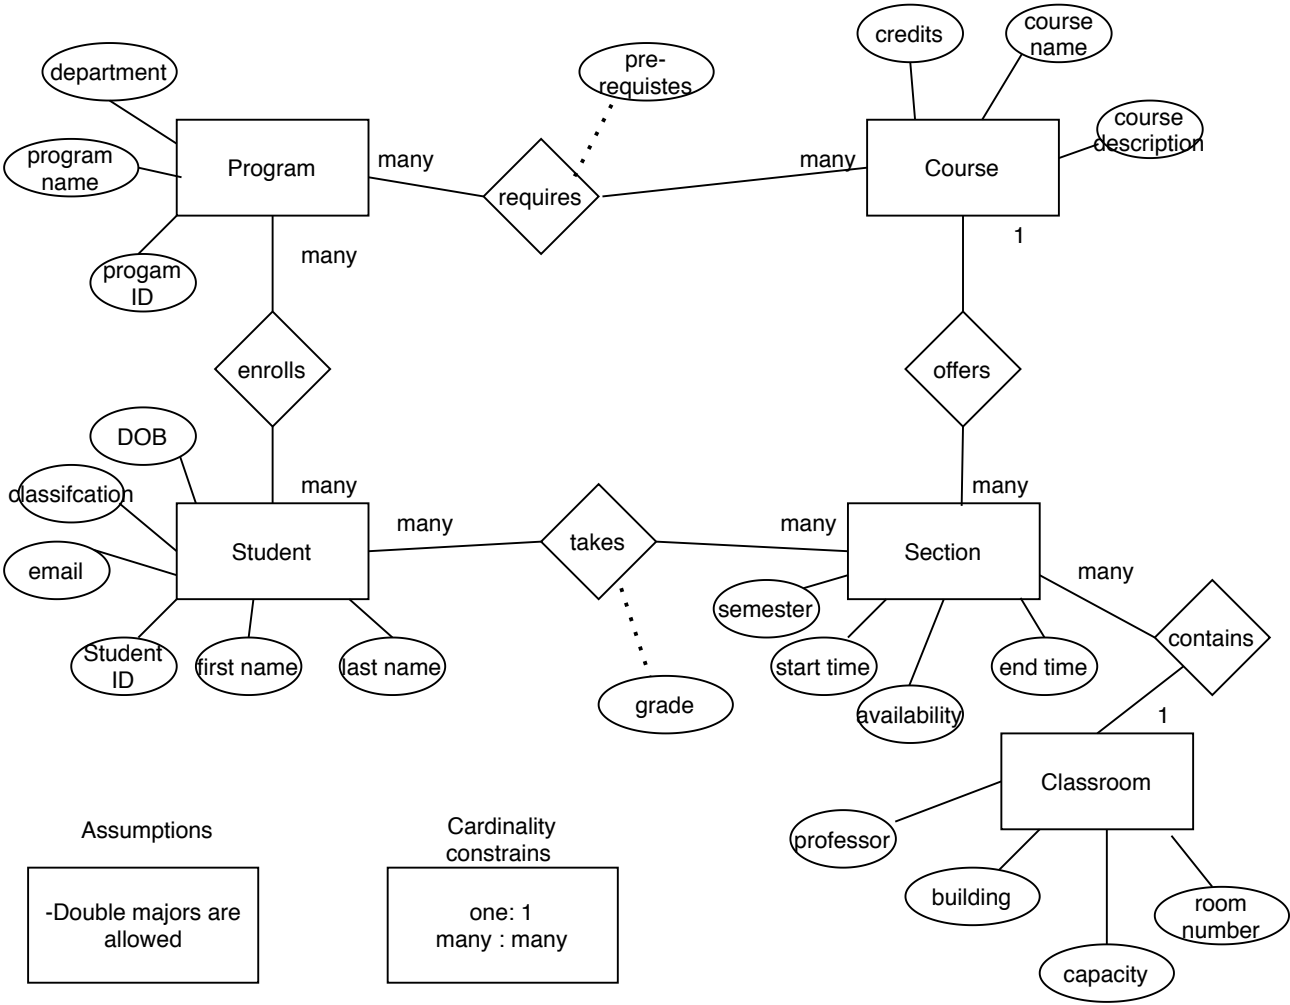 credits
course
name
department
pre-
requistes
course
description
program
name
Program
many
requires
many
Course
1
many
progam
ID
enrolls
offers
DOB
classifcation
many
many
email
Student
many
takes
many
Section
many
semester
contains
Student
ID
first name
last name
start time
end time
grade
availability
1
Classroom
professor
Assumptions
Cardinality
constrains
building
room
number
-Double majors are
allowed
one: 1
many : many
capacity